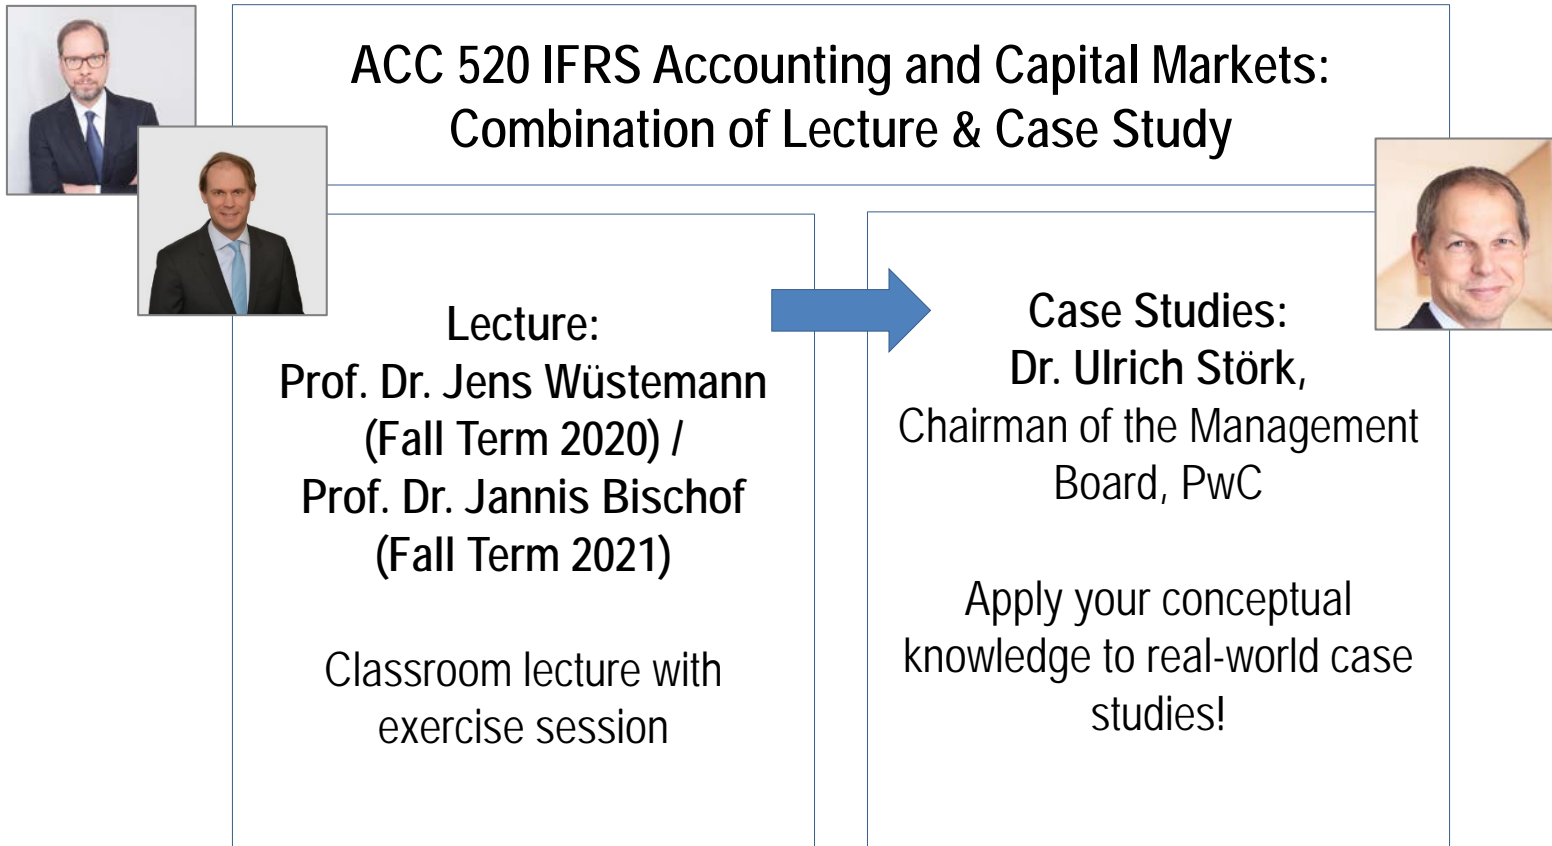 ACC 520 IFRS Accounting and Capital Markets:
Combination of Lecture & Case Study
Lecture:
Prof. Dr. Jens Wüstemann
(Fall Term 2020) /
Prof. Dr. Jannis Bischof
(Fall Term 2021)
Classroom lecture with
exercise session
Case Studies:
Dr. Ulrich Störk,
Chairman of the Management
Board, PwC
Apply your conceptual
knowledge to real-world case
studies!